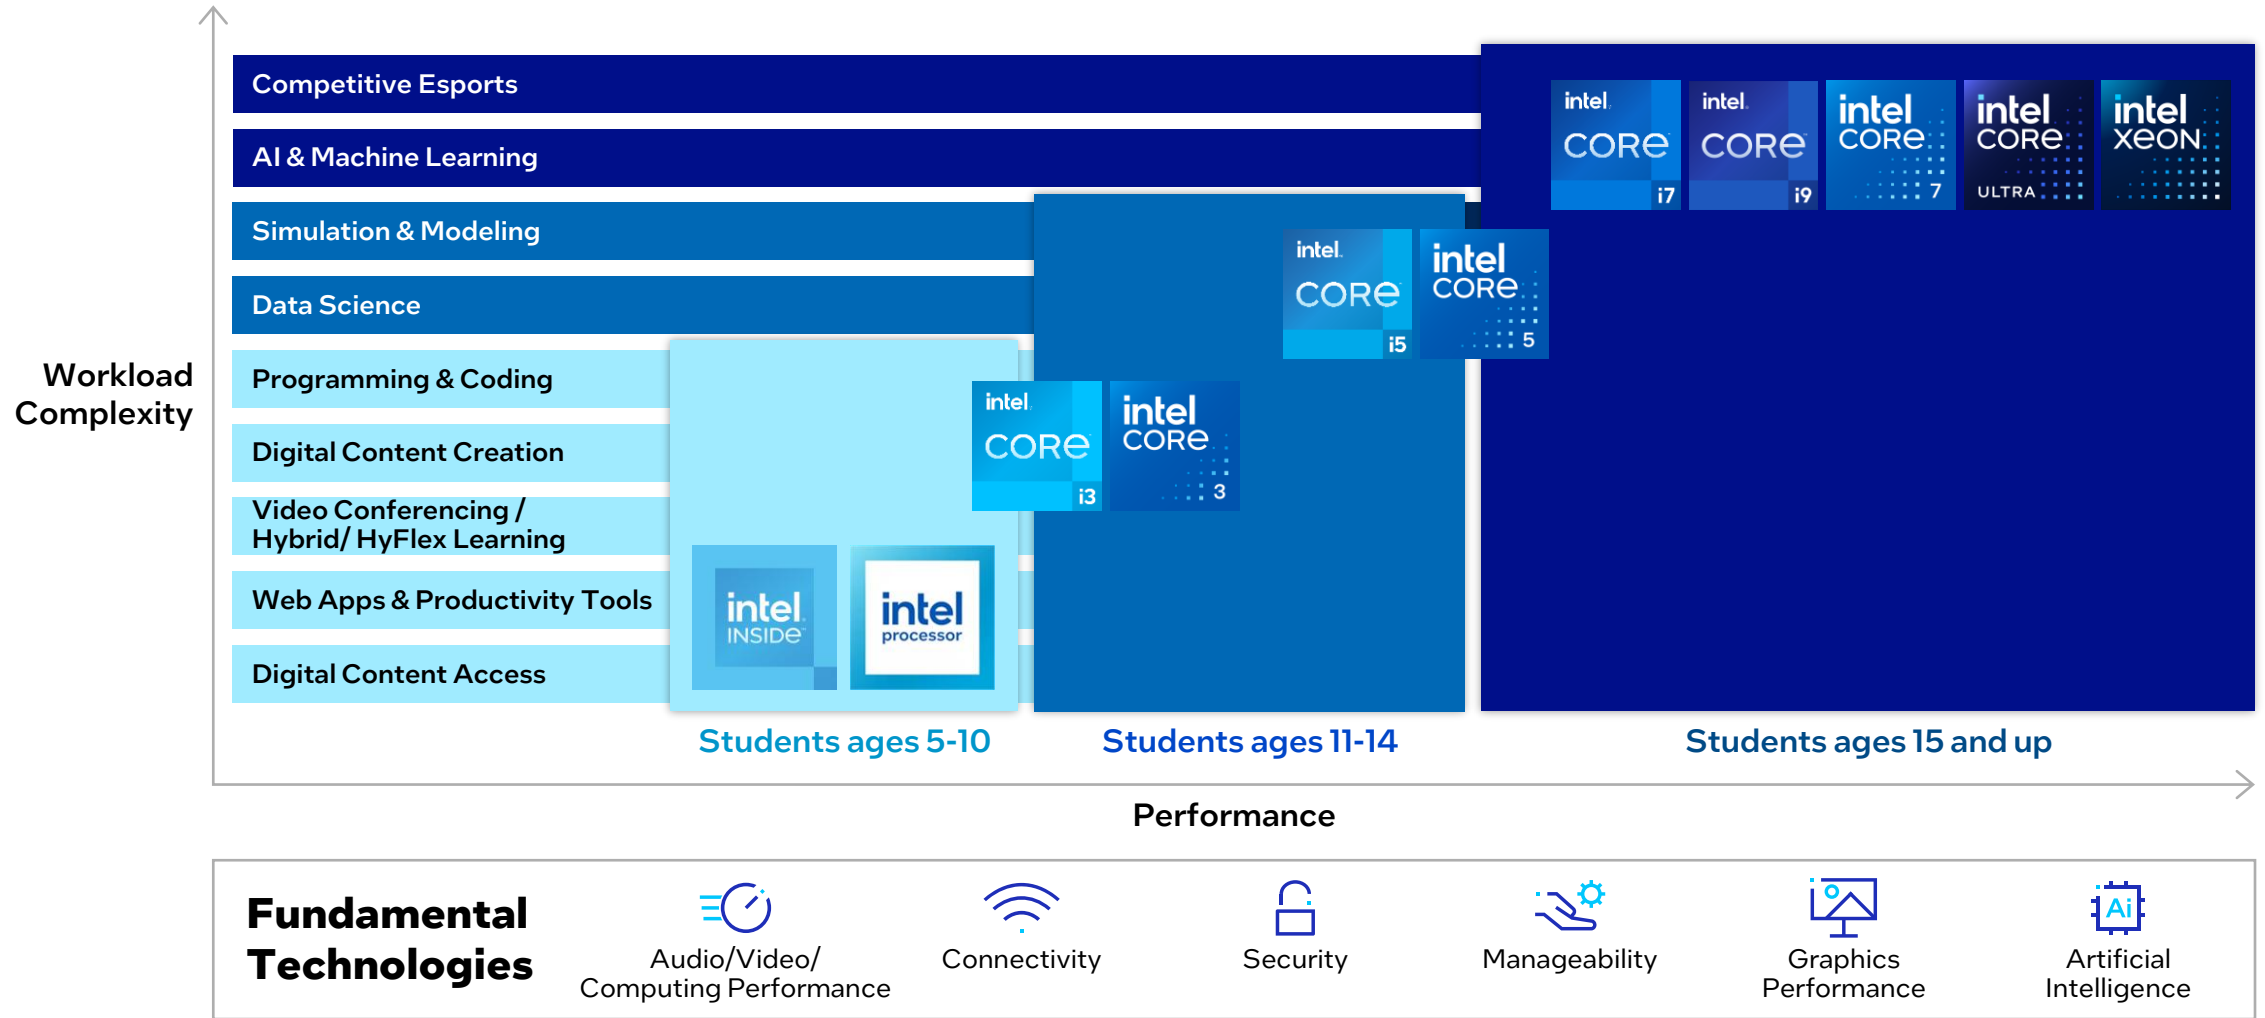 Competitive Esports
AI & Machine Learning
Simulation & Modeling
Data Science
Programming & Coding
Digital Content Creation
Video Conferencing /
Hybrid/ HyFlex Learning
Web Apps & Productivity Tools
Digital Content Access
Workload
Complexity
intel.
CORe
i7
intel.
CORe
i9
intel
CORe
7
intel
CORe
ULTRA
intel
XeON
intel.
CORe
i5
intel
CORe
5
intel.
CORe
i3
intel
CORe
3
intel.
INSIDe™
intel
processor
Students ages 5-10
Students ages 11-14
Students ages 15 and up
Performance
Fundamental
Technologies
Audio/Video/
Computing Performance
Connectivity
Security
Manageability
Graphics
Performance
Ai
Artificial
Intelligence